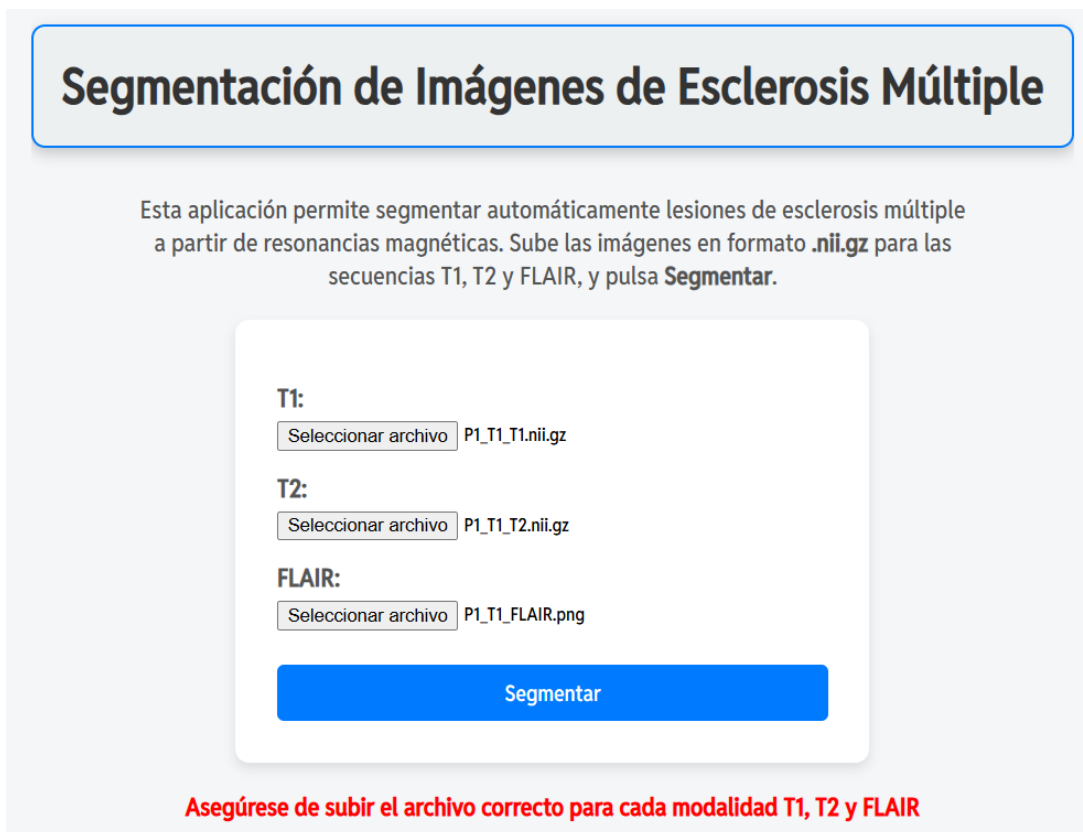 Segmentación de Imágenes de Esclerosis Múltiple
Esta aplicación permite segmentar automáticamente lesiones de esclerosis múltiple
a partir de resonancias magnéticas. Sube las imágenes en formato .nii.gz para las
secuencias T1, T2 y FLAIR, y pulsa Segmentar.
T1:
Seleccionar archivo P1_T1_T1.nii.gz
T2:
Seleccionar archivo P1_T1_T2.nii.gz
FLAIR:
Seleccionar archivo P1_T1_FLAIR.png
Segmentar
Asegúrese de subir el archivo correcto para cada modalidad T1, T2 y FLAIR